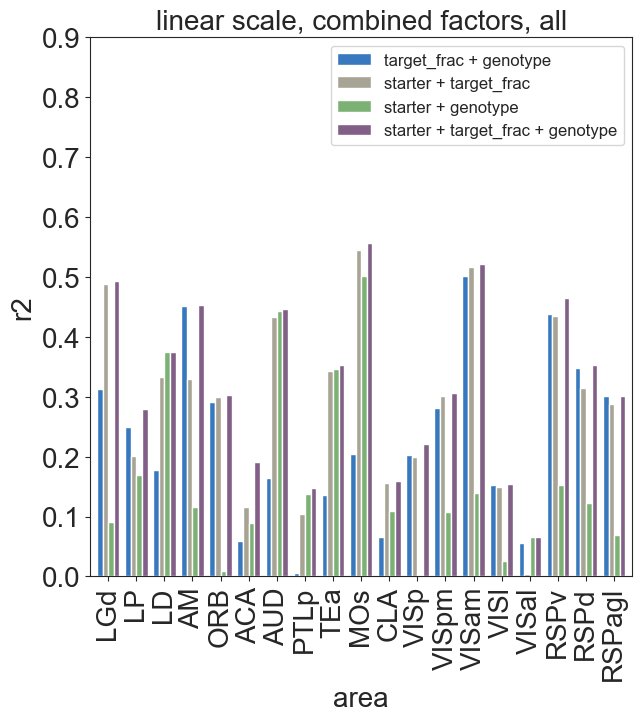 linear scale, combined factors, all
target_frac + genotype
starter + target_frac
starter + genotype
starter + target_frac + genotype
r2
0.9
0.8
0.7
0.6
0.5
0.4
0.3
0.2
0.1
0.0
LGd
LP
LD
AM
ORB
ACA
AUD
PTLp
TEa
MOs
CLA
VISp
VISpm
VISam
VISl
VISal
RSPv
RSPd
RSPagl
area